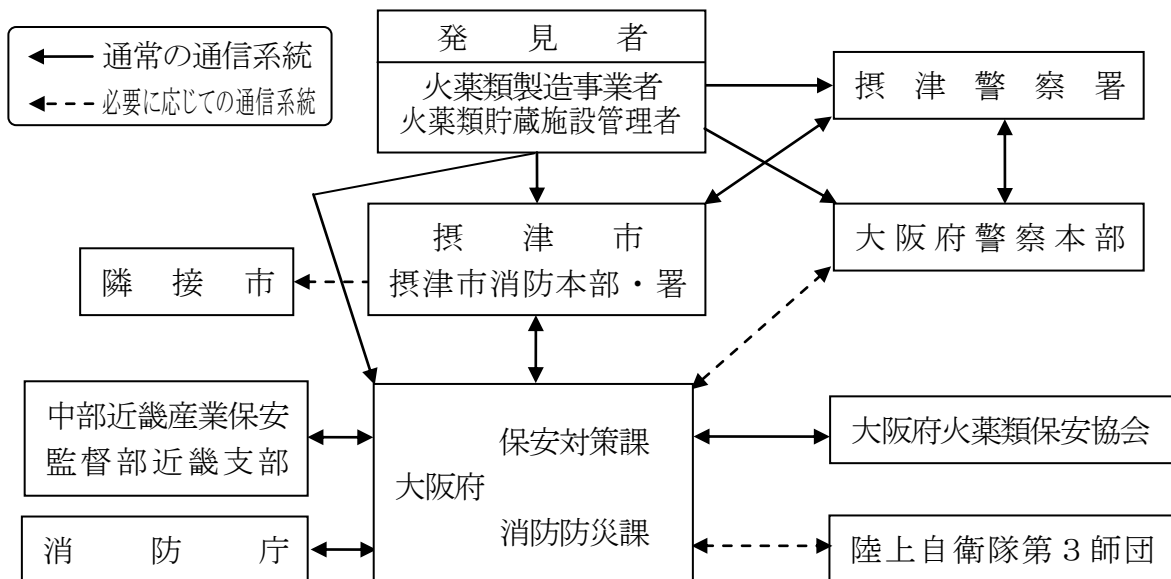 通常の通信系統
必要に応じての通信系統
発見者
火薬類製造事業者
火薬類貯蔵施設管理者
摂津警察署
摂津市
摂津市消防本部・署
大阪府警察本部
隣接市
中部近畿産業保安
監督部近畿支部
保安対策課
大阪府
消防防災課
大阪府火薬類保安協会
消防庁
陸上自衛隊第３師団